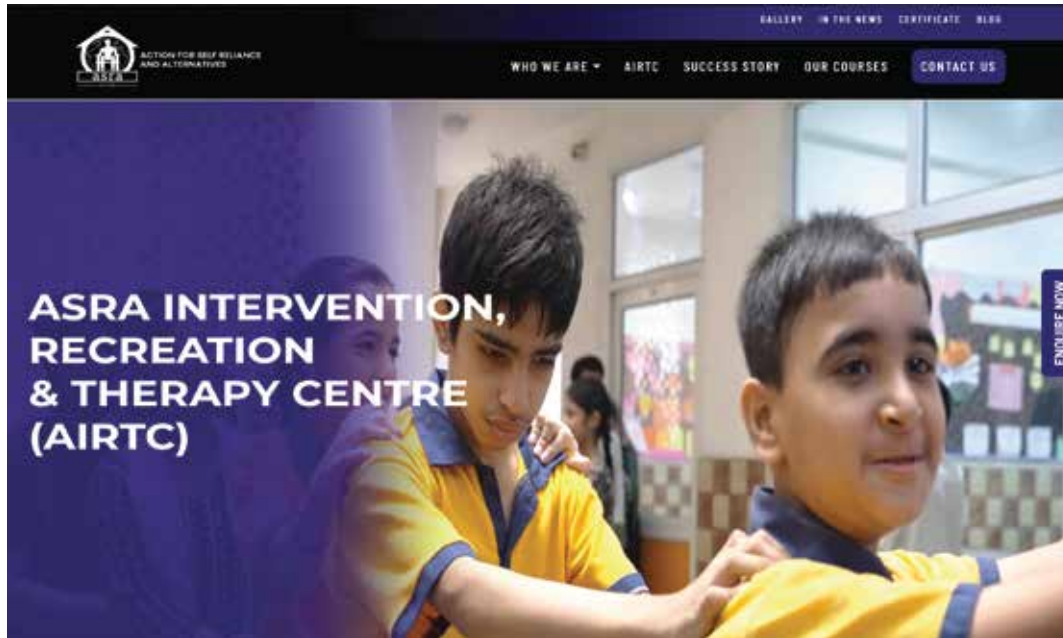 GALLERY IN THE NEWS CERTIFICATE BLOG
ACTION FOR SELF RELIANCE
AND ALTERNATIVES
asra
WHO WE ARE AIRTC SUCCESS STORY OUR COURSES CONTACT US
ASRA INTERVENTION,
RECREATION
& THERAPY CENTRE
(AIRTC)
ENQUIRE NOW